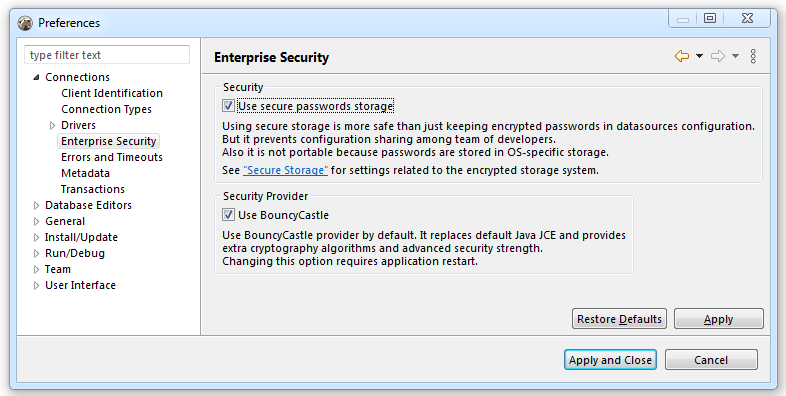 Preferences
type filter text
Connections
Client Identification
Connection Types
Drivers
Enterprise Security
Errors and Timeouts
Metadata
Transactions
Database Editors
General
Install/Update
Run/Debug
Team
User Interface
Enterprise Security
Security
Use secure passwords storage
Using secure storage is more safe than just keeping encrypted passwords in datasources configuration.
But it prevents configuration sharing among team of developers.
Also it is not portable because passwords are stored in OS-specific storage.
See "Secure Storage" for settings related to the encrypted storage system.
Security Provider
Use BouncyCastle
Use BouncyCastle provider by default. It replaces default Java JCE and provides
extra cryptography algorithms and advanced security strength.
Changing this option requires application restart.
Restore Defaults
Apply
Apply and Close
Cancel